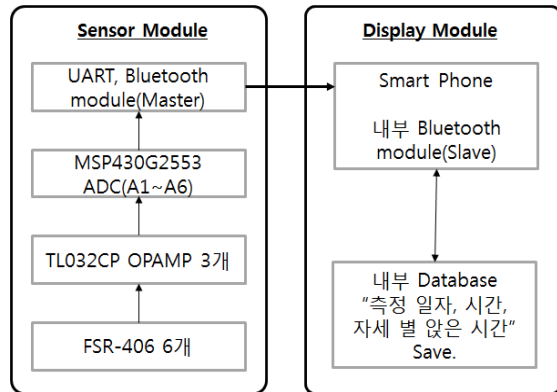 Sensor Module
UART, Bluetooth
module(Master)
MSP430G2553
ADC(A1~A6)
TL032CP OPAMP 3개
FSR-406 6개
Display Module
Smart Phone
내부 Bluetooth
module(Slave)
내부 Database
"측정 일자, 시간,
자세 별 앉은 시간"
Save.